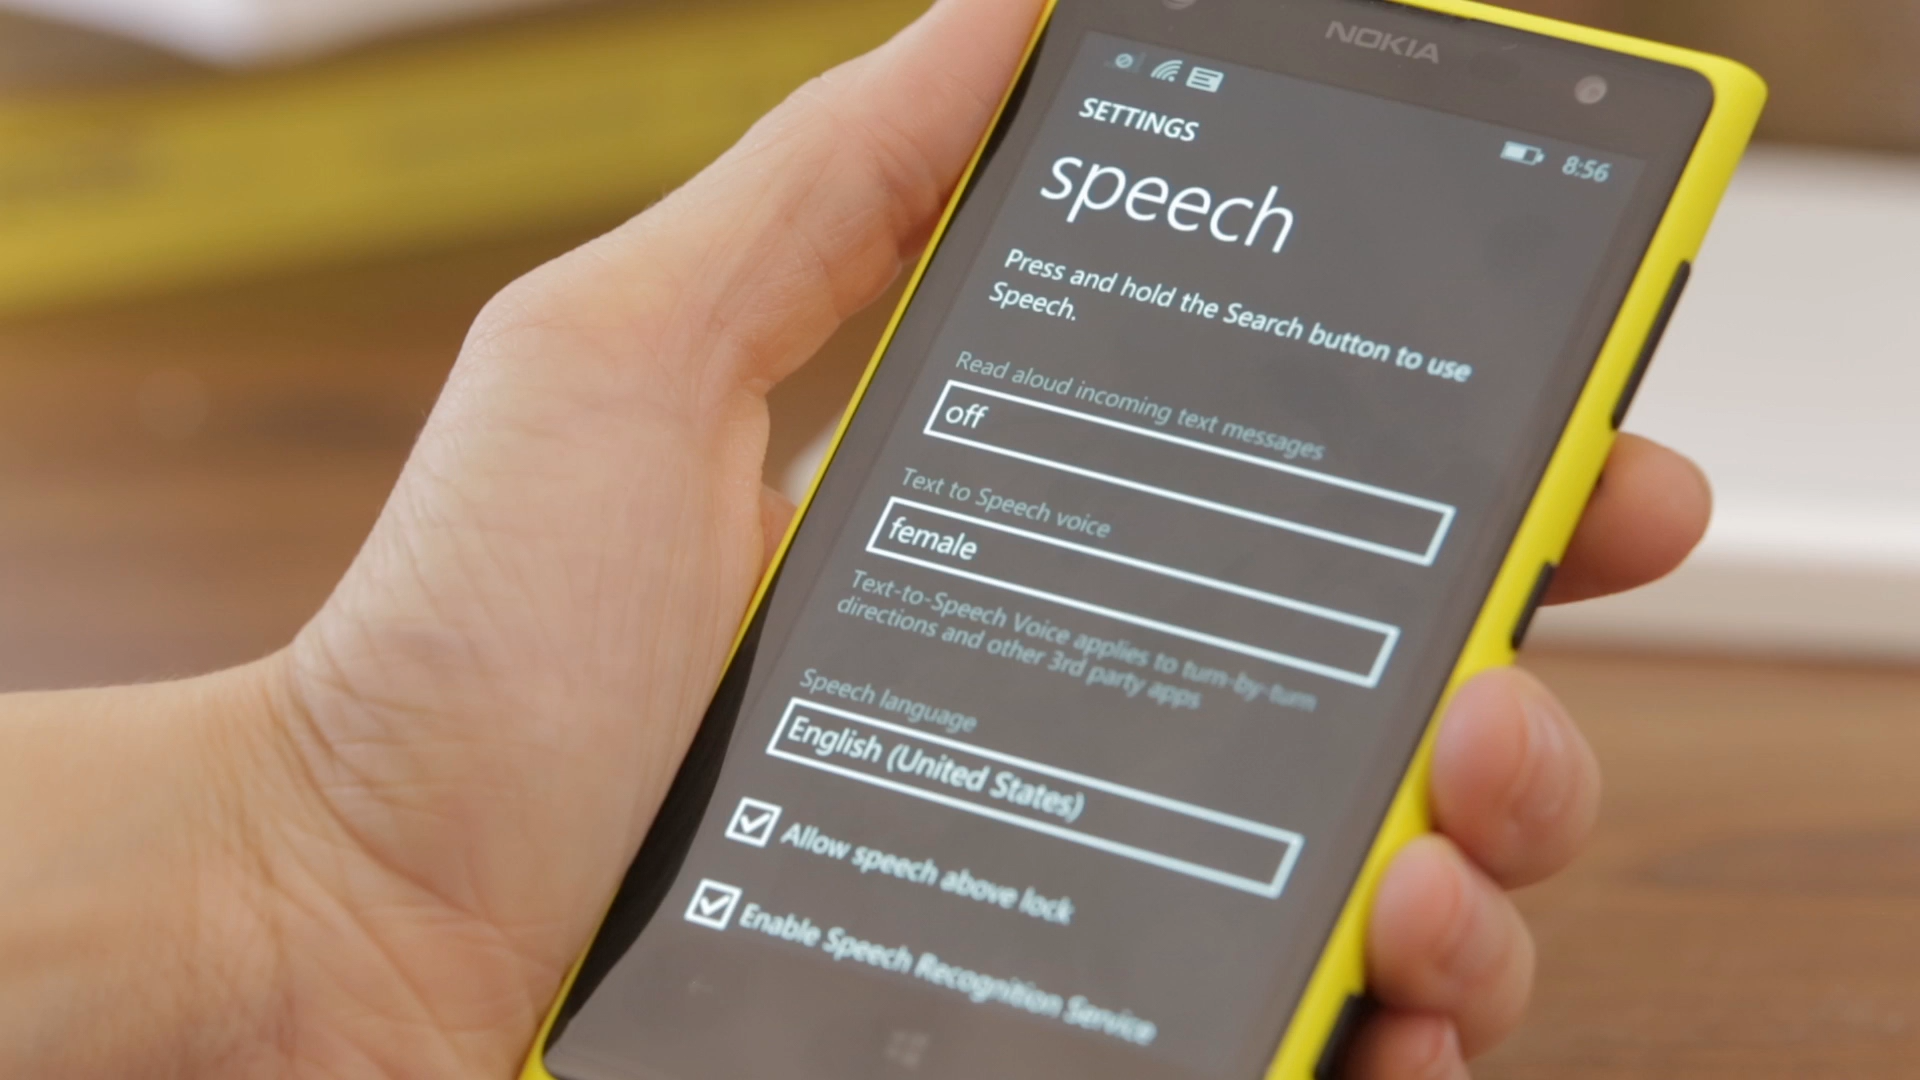 NOKIA
8:56
SETTINGS
speech
Press and hold the Search button to use
Speech.
Read aloud incoming text messages
off
Text to Speech voice
female
Text-to-Speech Voice applies to turn-by-turn
directions and other 3rd party apps
Speech language
English (United States)
Allow speech above lock
Enable Speech Recognition Service